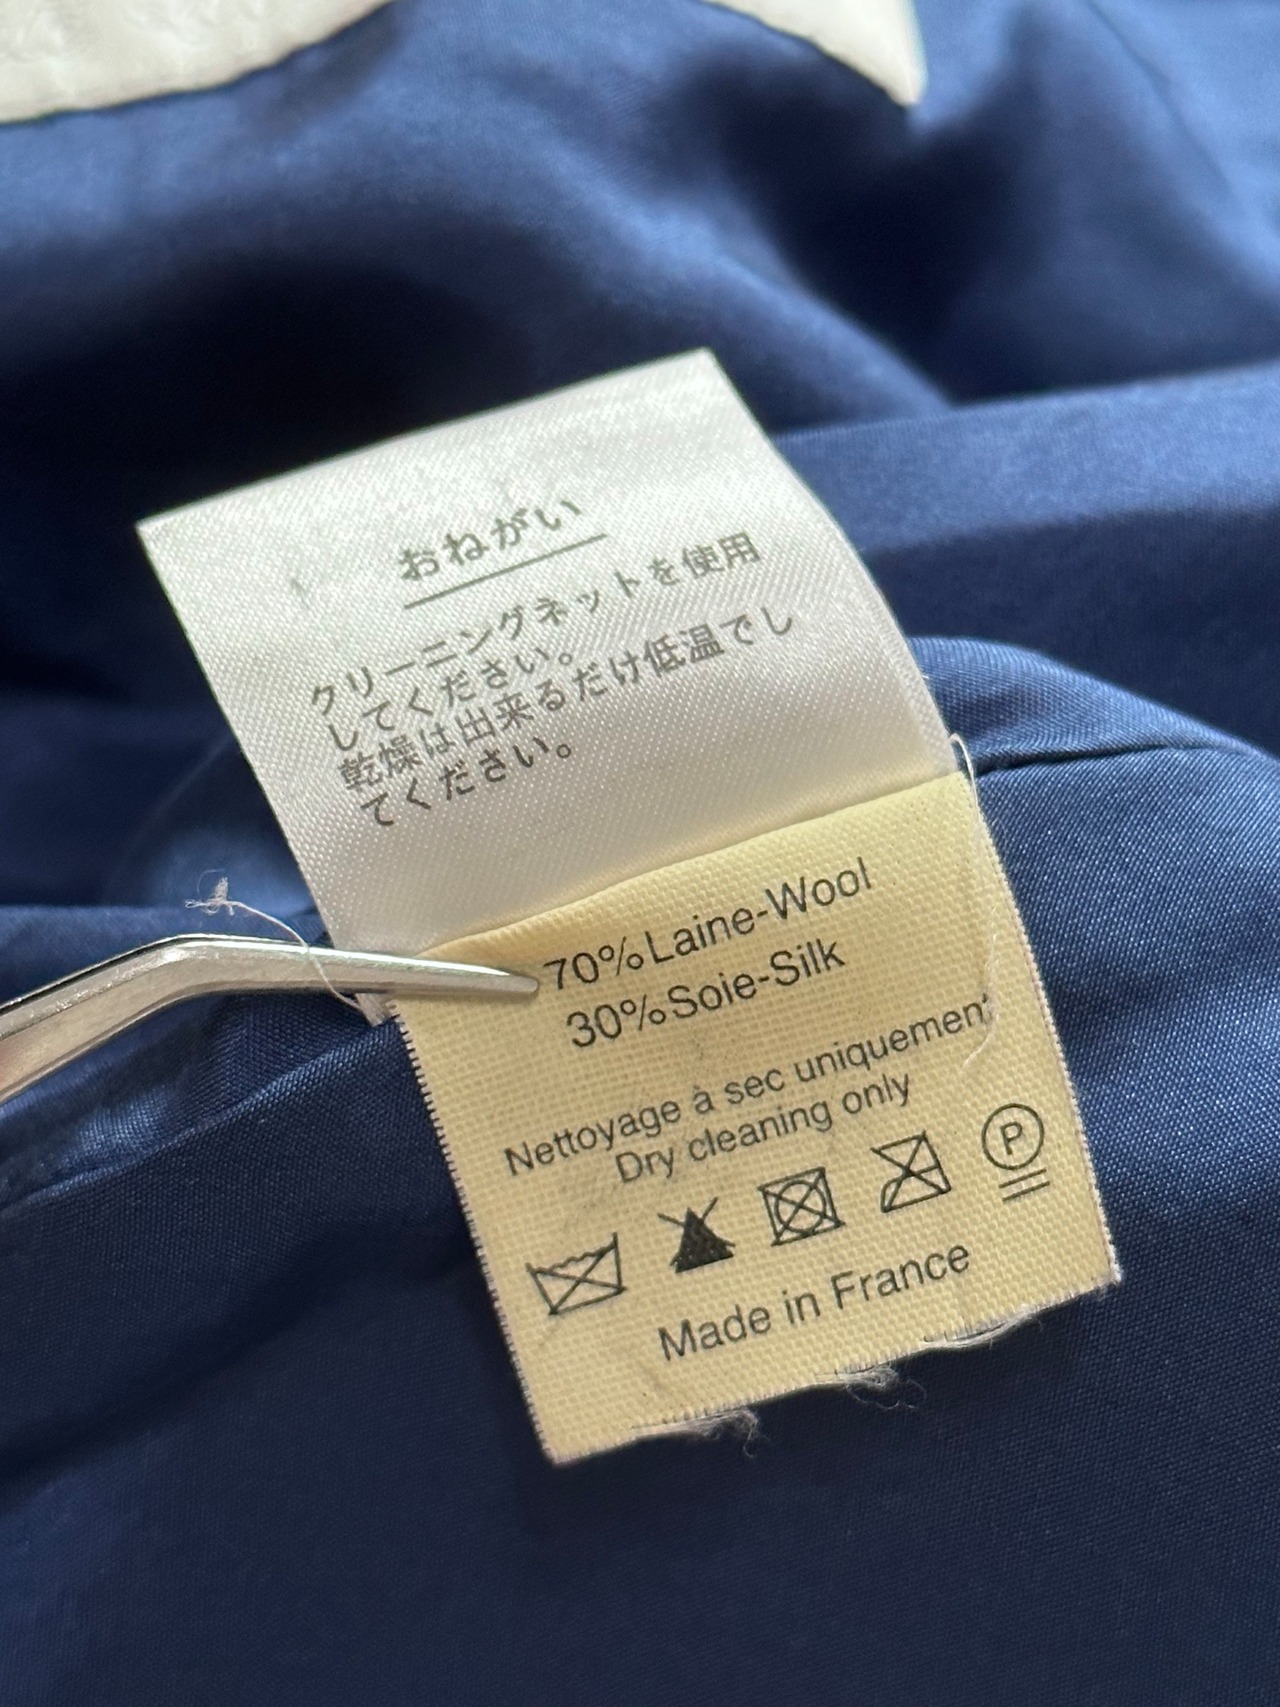 おねがい
クリーニングネットを使用
してください。
乾燥は出来るだけ低温でし
てください。
70%Laine-Wool
30%Soie-Silk
Nettoyage à sec uniquement
Dry cleaning only
P
Made in France